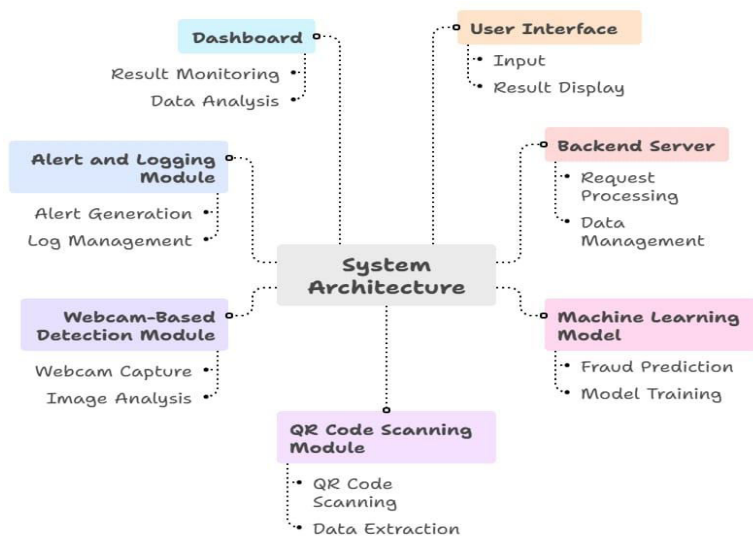 Dashboard
Result Monitoring
Data Analysis
User Interface
Input
Result Display
Alert and Logging
Module
Alert Generation
Log Management
Backend Server
Request
Processing
Data
Management
System
Architecture
Webcam-Based
Detection Module
Webcam Capture
Image Analysis
Machine Learning
Model
Fraud Prediction
Model Training
QR Code Scanning
Module
QR Code
Scanning
Data Extraction